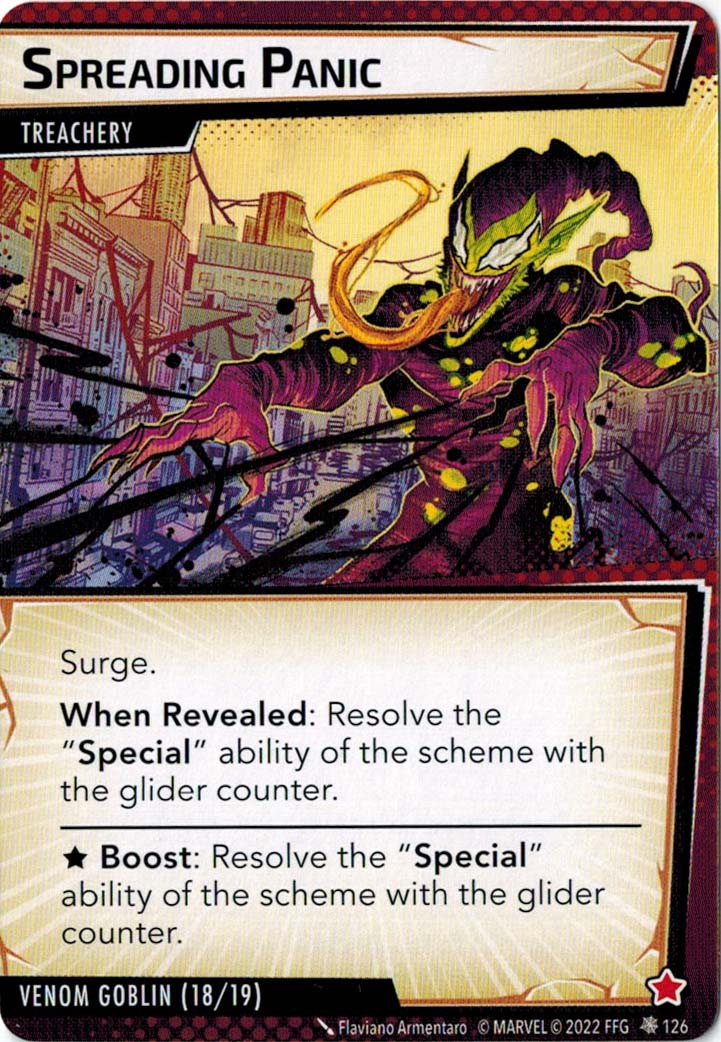 SPREADING PANIC
TREACHERY
Surge.
When Revealed: Resolve the
"Special" ability of the scheme with
the glider counter.
★ Boost: Resolve the "Special"
ability of the scheme with the glider
counter.
VENOM GOBLIN (18/19)
Flaviano Armentaro © MARVEL © 2022 FFG 126